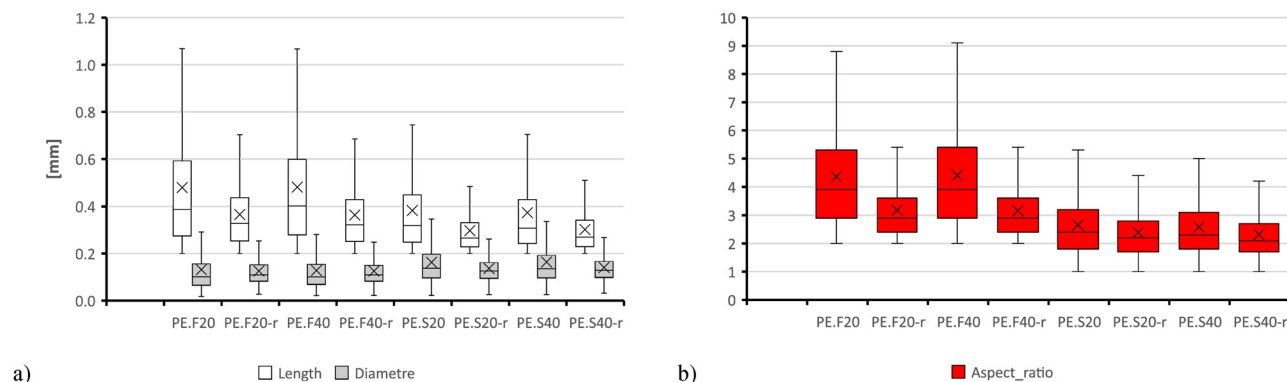 1.2
1.0
0.8
0.6
0.4
0.2
0.0
[mm]
PE.F20 PE.F20-r PE.F40 PE.F40-r PE.S20 PE.S20-r PE.S40 PE.S40-r
a)
Length Diametre
10
9
8
7
6
5
4
3
2
1
0
PE.F20 PE.F20-r PE.F40 PE.F40-r PE.S20 PE.S20-r PE.S40 PE.S40-r
b)
Aspect_ratio